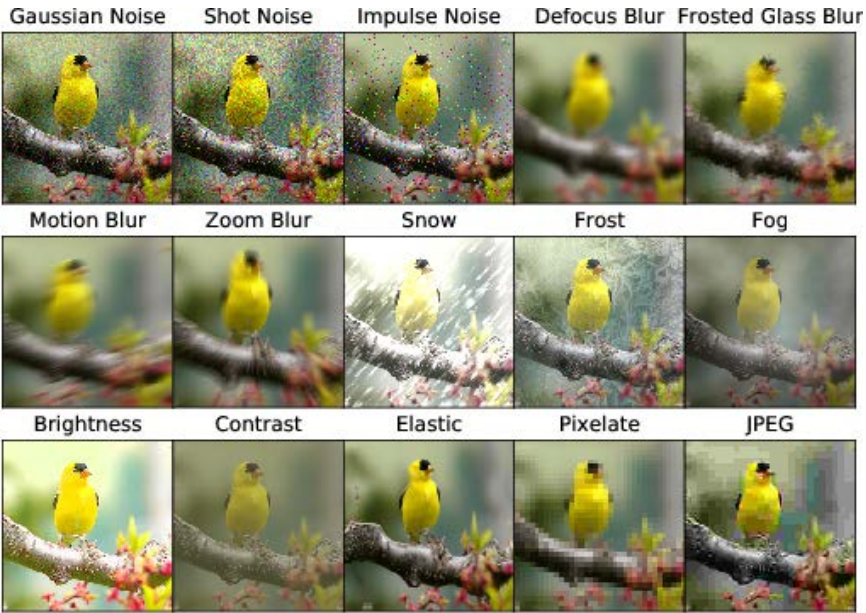 Gaussian Noise Shot Noise Impulse Noise Defocus Blur Frosted Glass Blur
Motion Blur Zoom Blur Snow Frost Fog
Brightness Contrast Elastic Pixelate JPEG